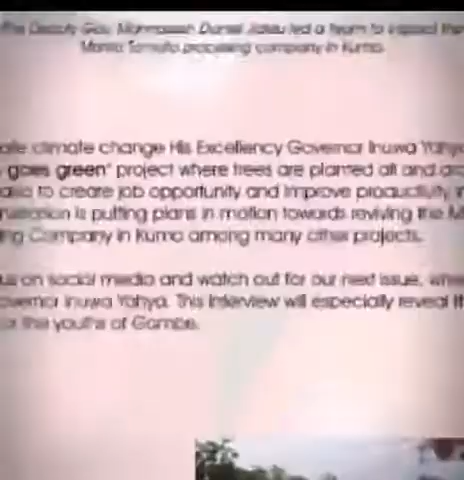 The Deputy Gov. Mannasseh Daniel Jatau led a team to inspect the
Manto Tomato processing company in Kumo.
climate change His Excellency Governor Inuwa Yahya
goes green" project where trees are planted all and
to create job opportunity and improve productivity
is putting plans in motion towards reviving the
Company in Kumo among many other projects.
us on social media and watch out for our next issue,
Inuwa Yahya. This interview will especially reveal
the youths of Gombe.